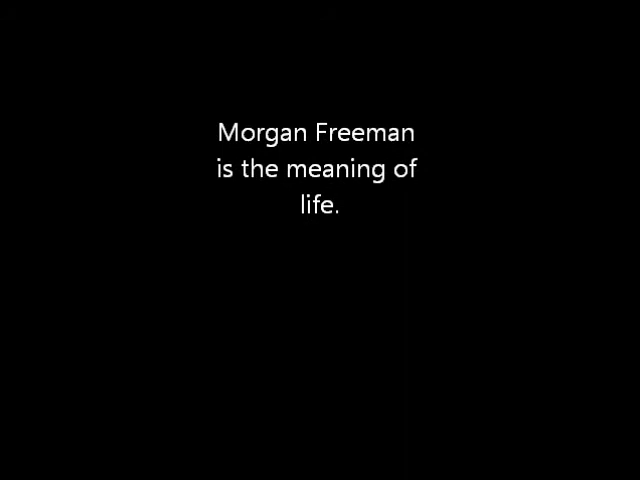 Morgan Freeman
is the meaning of
life.